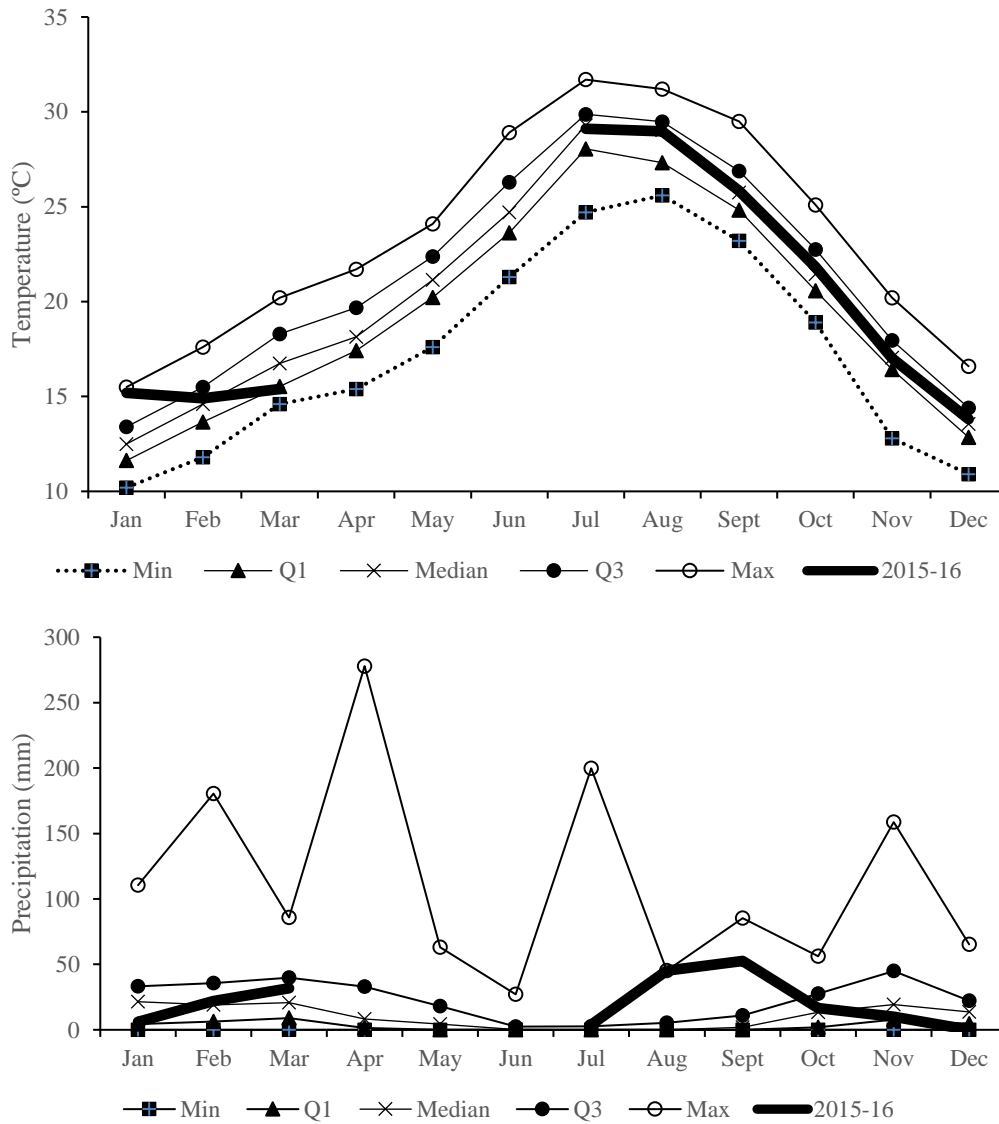 35
30
25
20
15
10
Temperature (ºC)
Jan Feb Mar Apr May Jun Jul Aug Sept Oct Nov Dec
Min Q1 Median Q3 Max 2015-16
300
250
200
150
100
50
0
Precipitation (mm)
Jan Feb Mar Apr May Jun Jul Aug Sept Oct Nov Dec
Min Q1 Median Q3 Max 2015-16